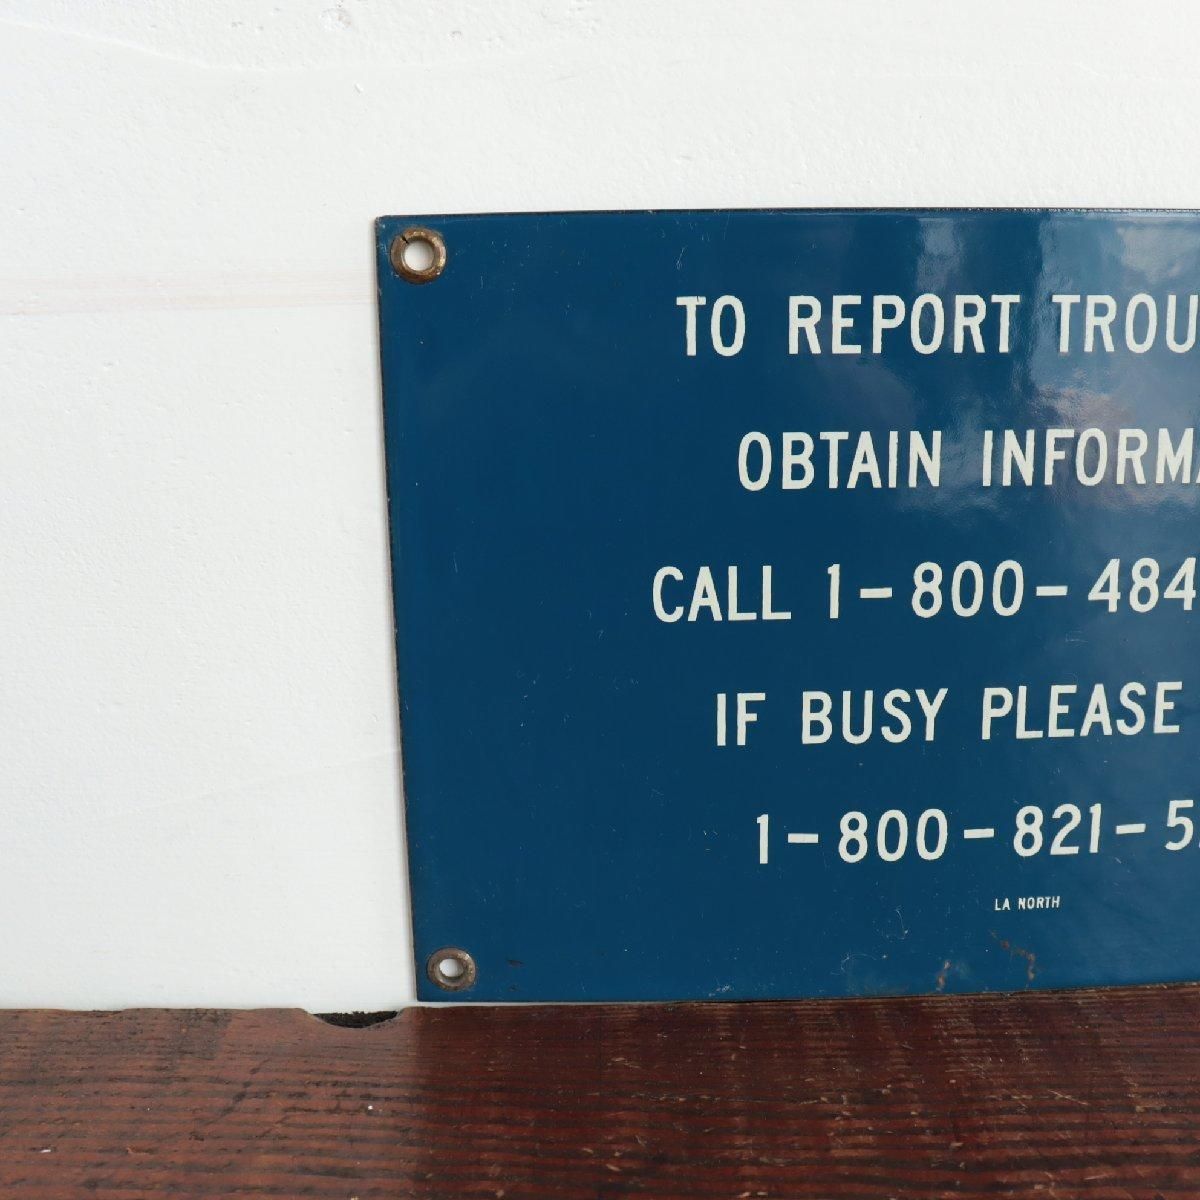 TO REPORT TROU
OBTAIN INFORMA
CALL 1-800-484
IF BUSY PLEASE
1-800-821-5
LA NORTH